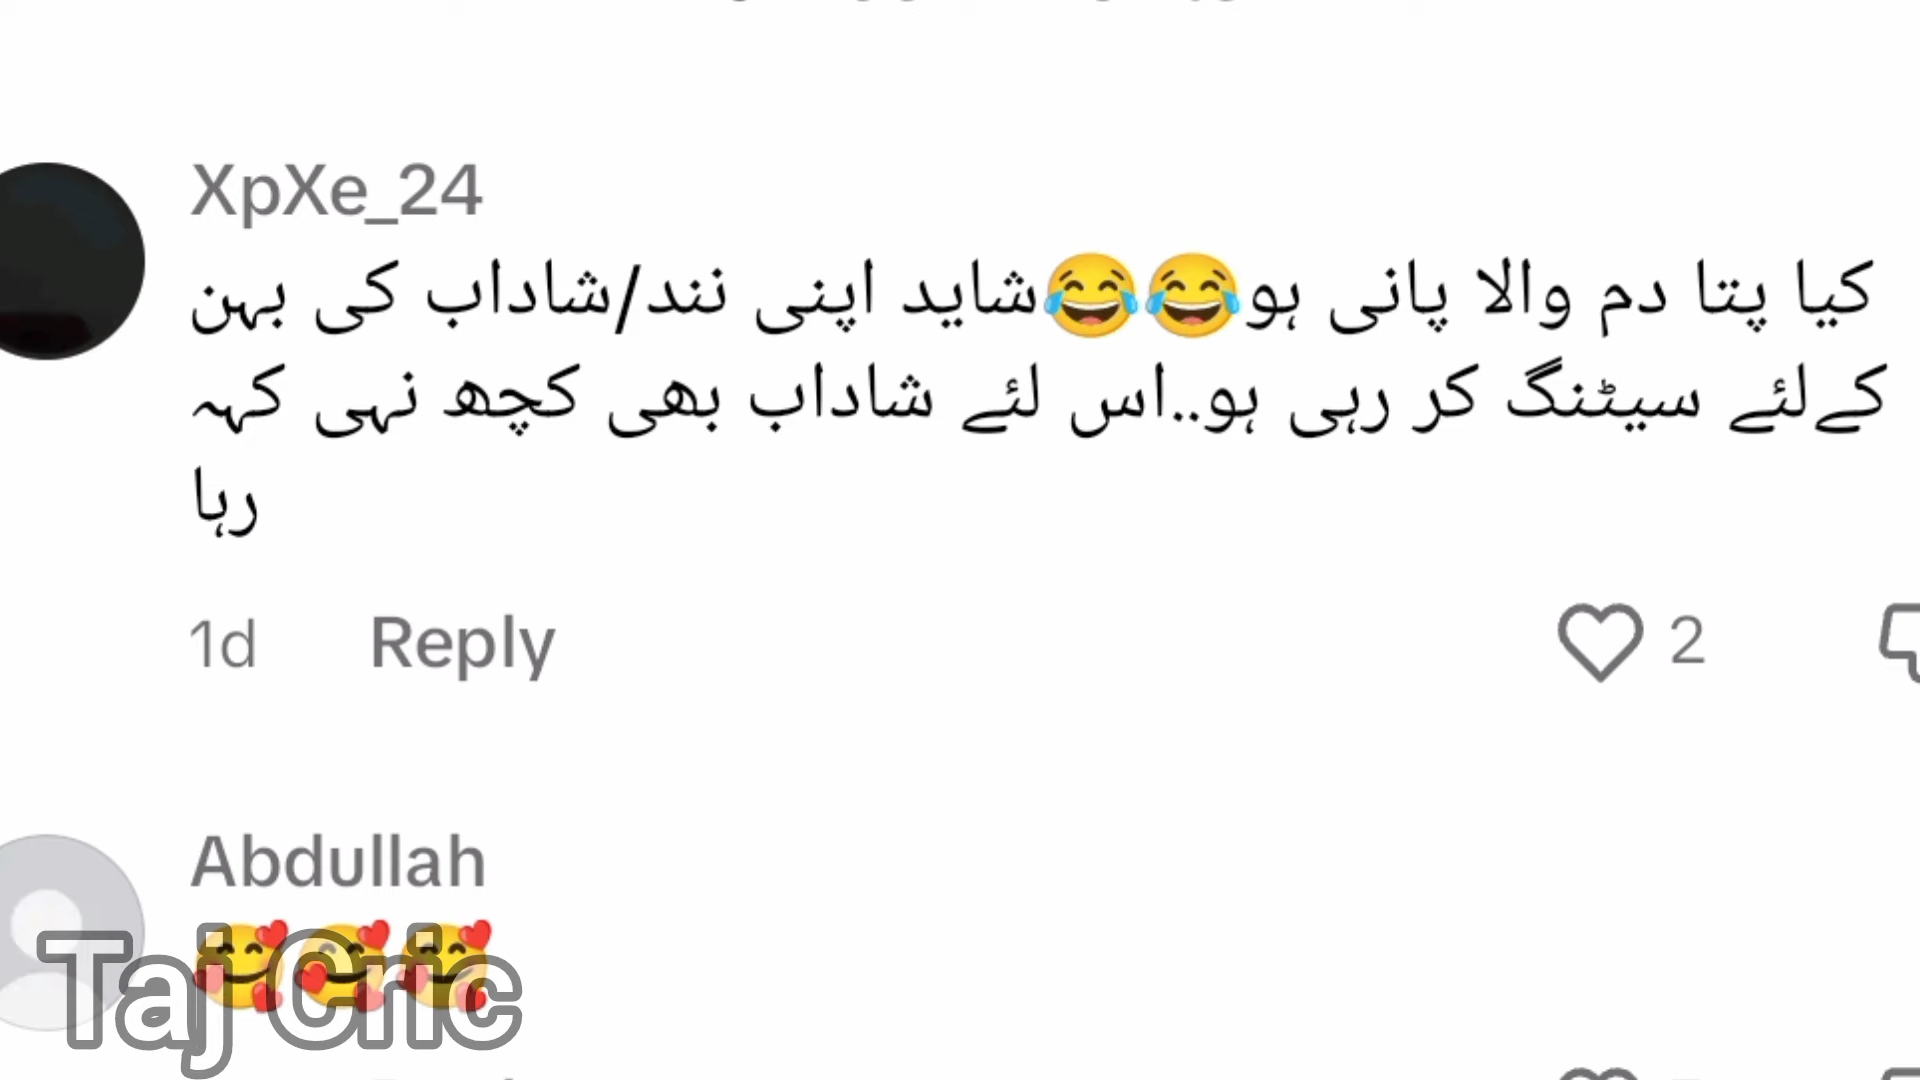 XpXe_24
کیا پتا دم والا پانی ہو😂😂شاید اپنی نند/شاداب کی بہن
کےلئے سیٹنگ کر رہی ہو..اس لئے شاداب بھی کچھ نہی کہہ
رہا
1d Reply 2
Abdullah
🥰🥰🥰
Taj Cric